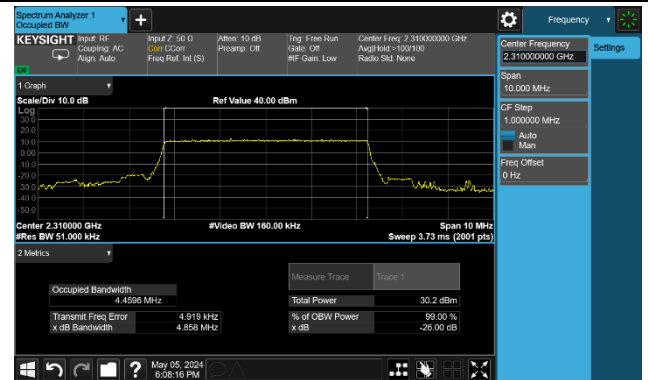 Spectrum Analyzer 1
Occupied BW
Frequency
KEYSIGHT
Input: RF
Coupling: AC
Align: Auto
Input Z: 50 Ω
Corr CCorr
Freq Ref: Int (S)
Atten: 10 dB
Preamp: Off
Trig: Free Run
Gate: Off
#IF Gain: Low
Center Freq: 2.310000000 GHz
Avg|Hold:>100/100
Radio Std: None
Center Frequency
2.310000000 GHz
Settings
Span
10.000 MHz
CF Step
1.000000 MHz
Auto
Man
Freq Offset
0 Hz
1 Graph
Scale/Div 10.0 dB
Ref Value 40.00 dBm
Log
30.0
20.0
10.0
0.00
-10.0
-20.0
-30.0
-40.0
-50.0
Center 2.310000 GHz
#Video BW 160.00 kHz
Span 10 MHz
#Res BW 51.000 kHz
Sweep 3.73 ms (2001 pts)
2 Metrics
Measure Trace
Trace 1
Occupied Bandwidth
4.4596 MHz
Total Power
30.2 dBm
Transmit Freq Error
4.919 kHz
% of OBW Power
99.00 %
x dB Bandwidth
4.858 MHz
x dB
-26.00 dB
May 05, 2024
6:08:16 PM